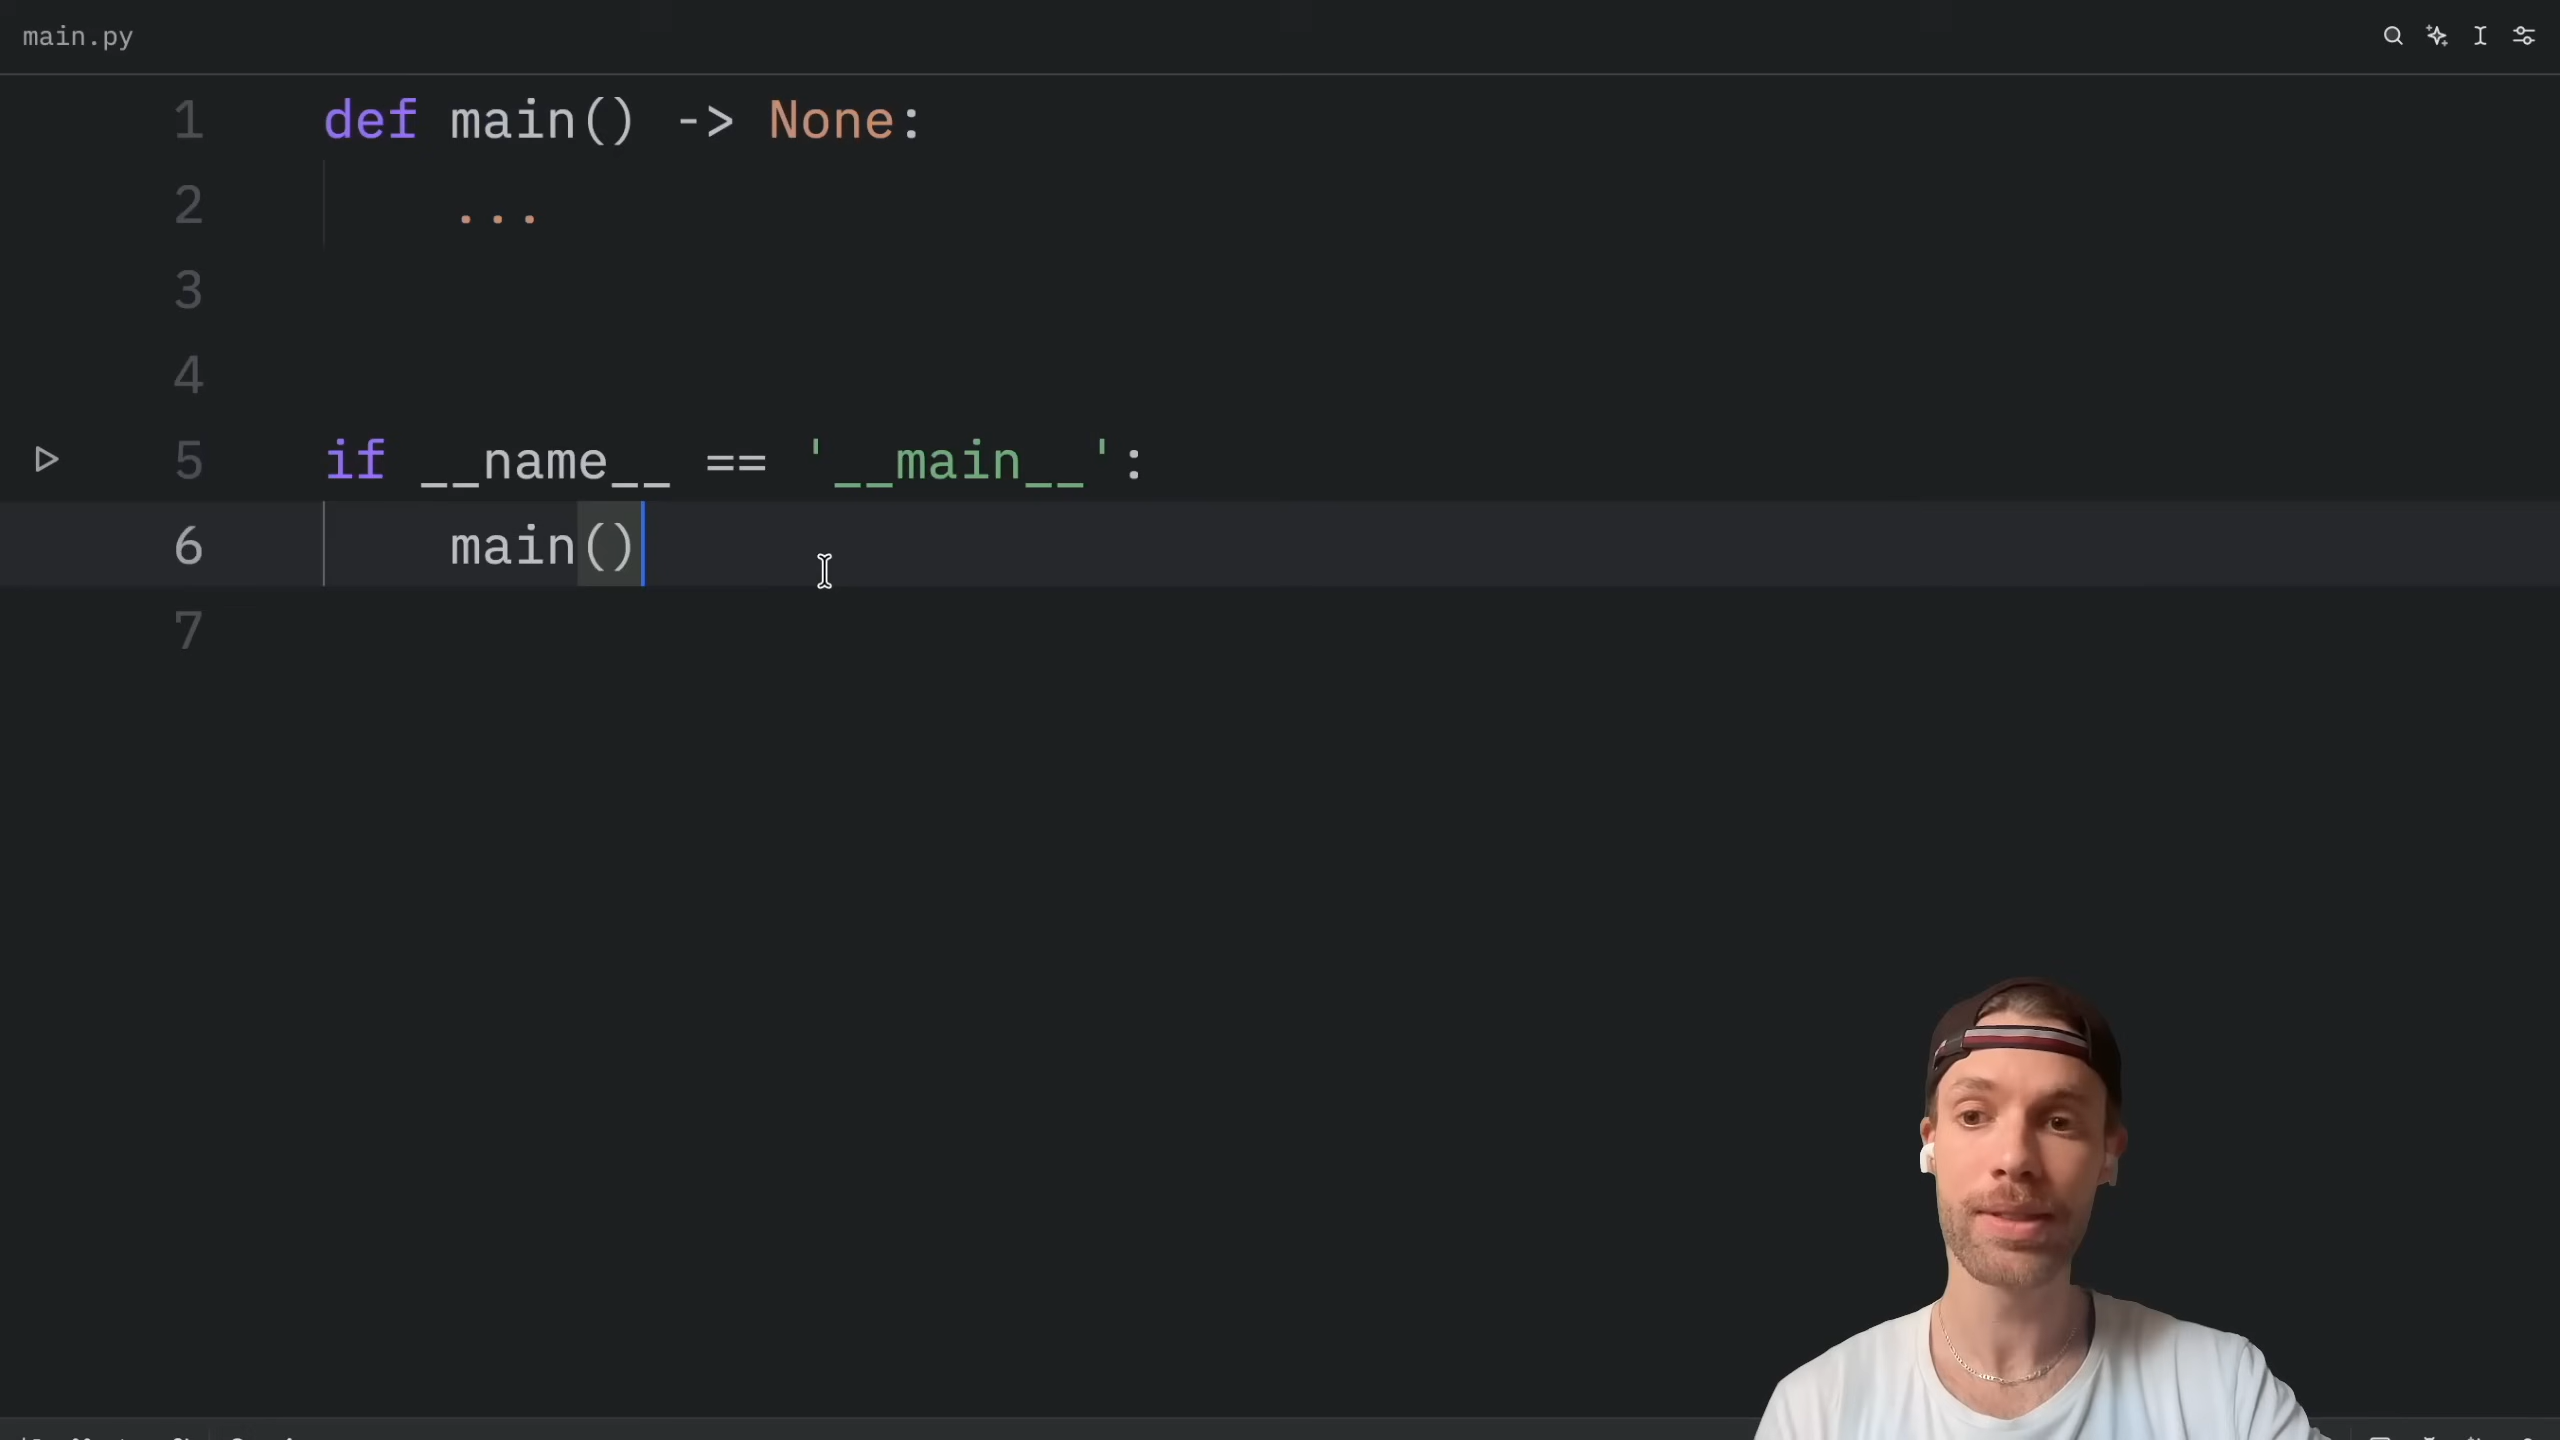 main.py
1 def main() -> None:
2 ...
3
4
5 if __name__ == '__main__':
6 main()
7